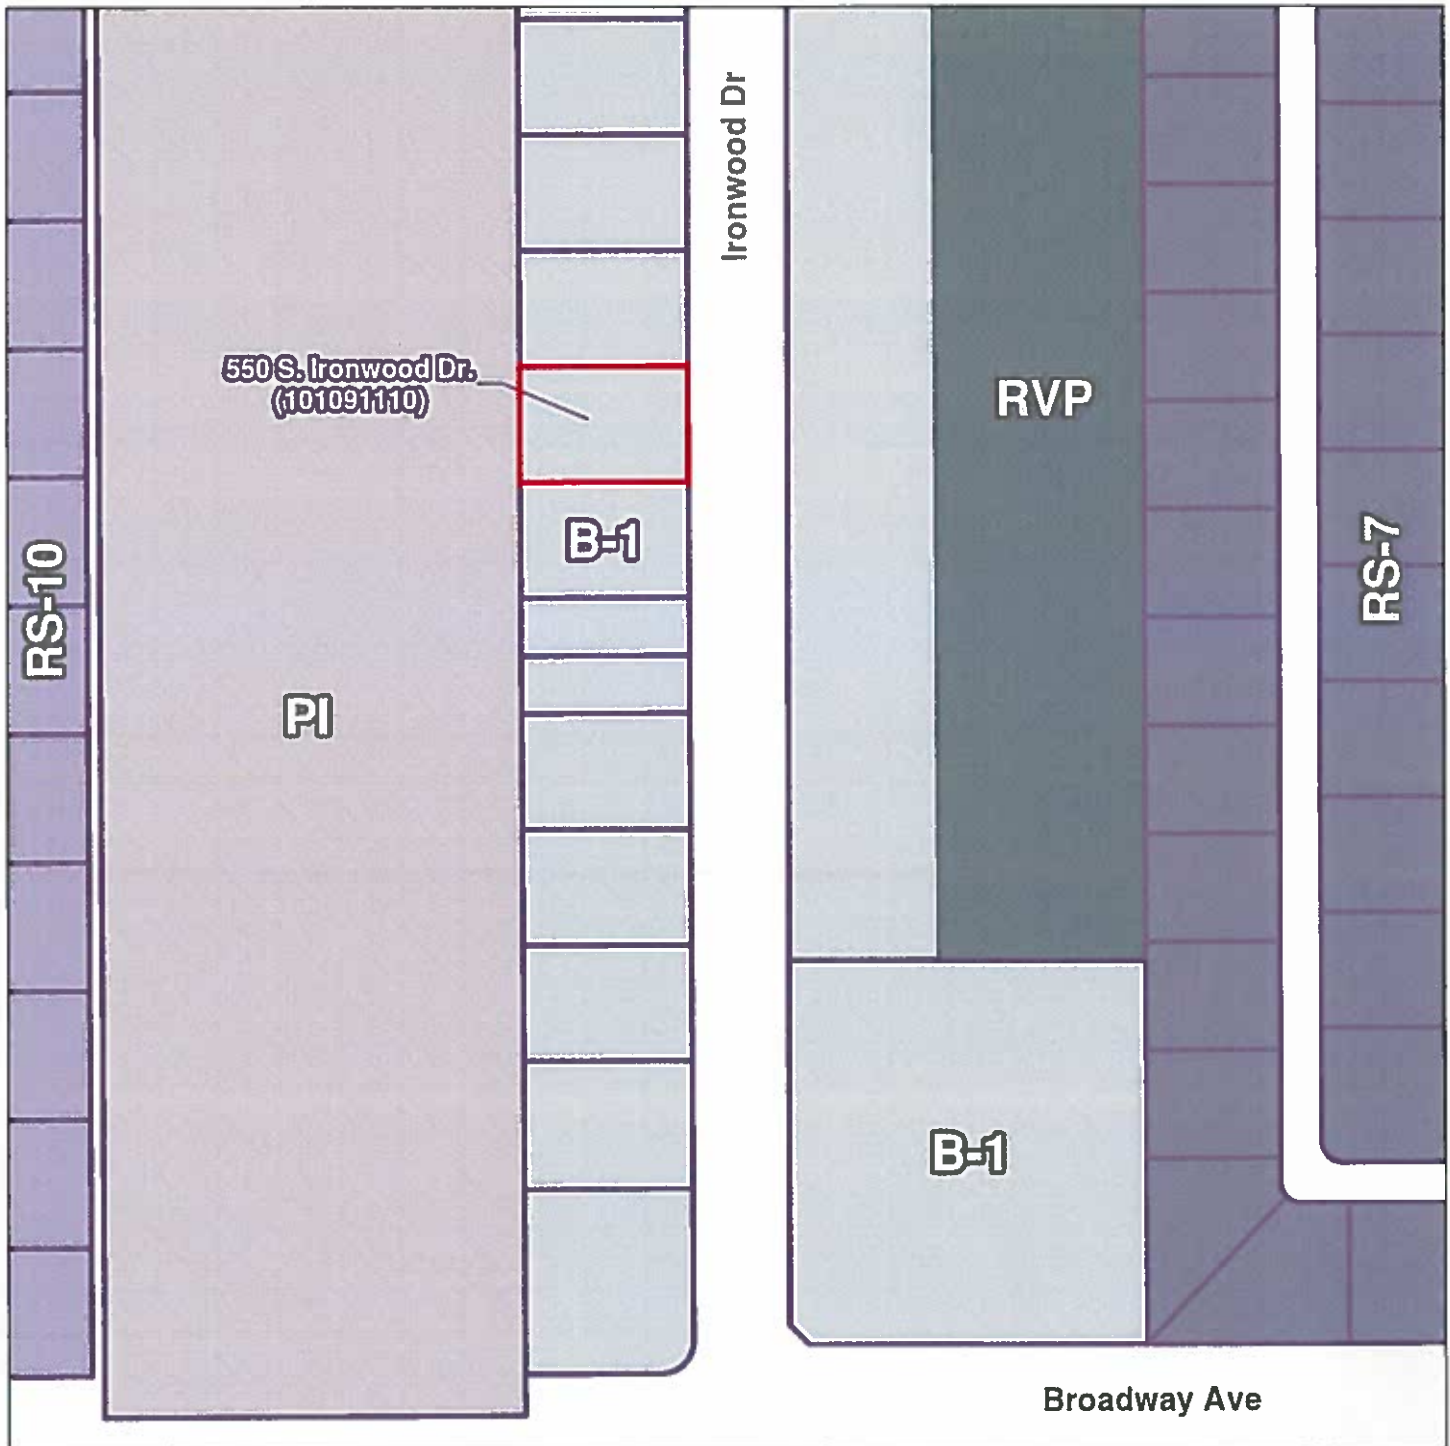 Ironwood Dr
550 S. Ironwood Dr.
(101091110)
RVP
B-1
RS-10
RS-7
PI
B-1
Broadway Ave